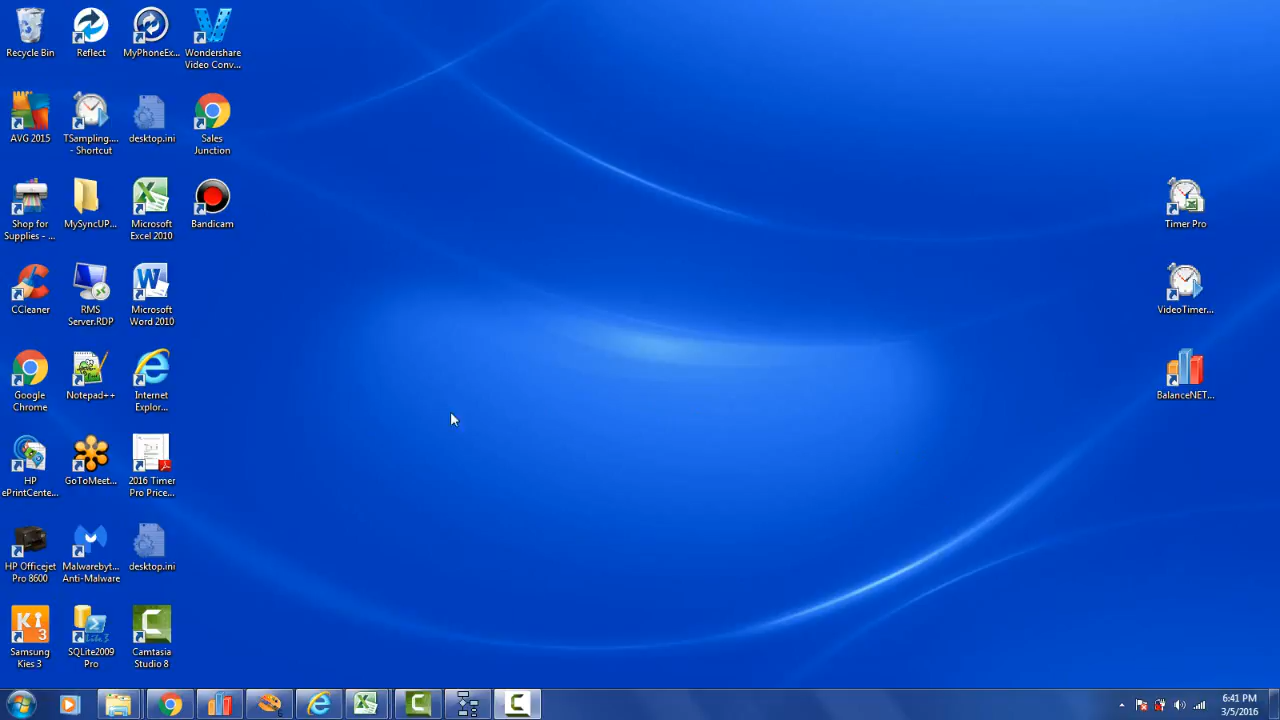 Recycle Bin
Reflect
MyPhoneEx...
Wondershare
Video Conv...
AVG 2015
TSampling....
- Shortcut
desktop.ini
Sales
Junction
Shop for
Supplies - ...
MySyncUP...
Microsoft
Excel 2010
Bandicam
Timer Pro
CCleaner
RMS
Server.RDP
Microsoft
Word 2010
VideoTimer...
Google
Chrome
Notepad++
Internet
Explor...
BalanceNET...
HP
ePrintCente...
GoToMeet...
2016 Timer
Pro Price...
HP Officejet
Pro 8600
Malwarebyt...
Anti-Malware
desktop.ini
Samsung
Kies 3
SQLite2009
Pro
Camtasia
Studio 8
6:41 PM
3/5/2016